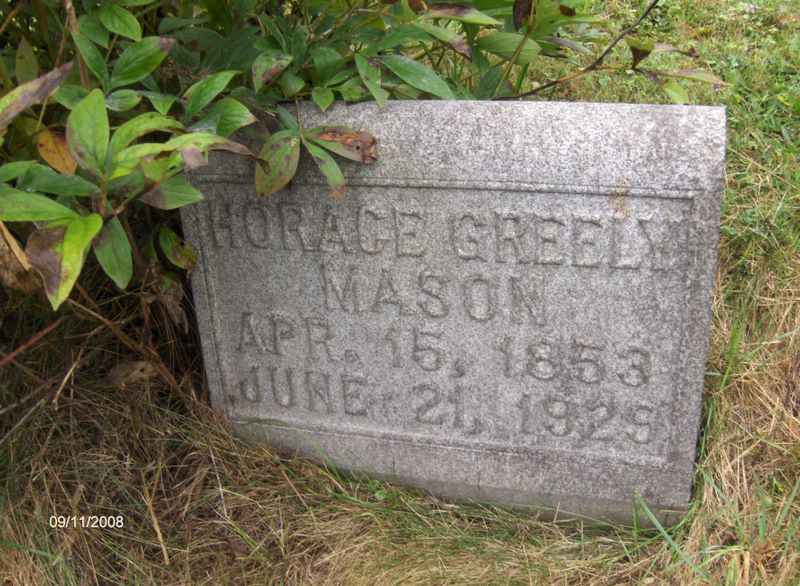 HORACE GREELY
MASON
APR. 15, 1853
JUNE 21, 1929
09/11/2008